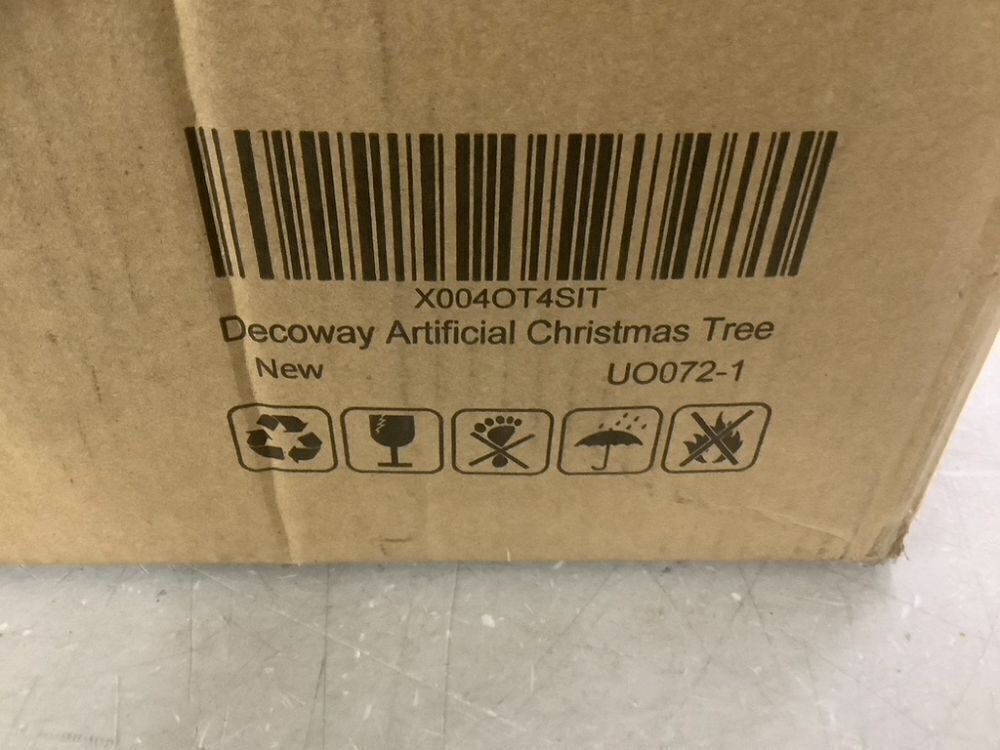 X004OT4SIT
Decoway Artificial Christmas Tree
New UO072-1